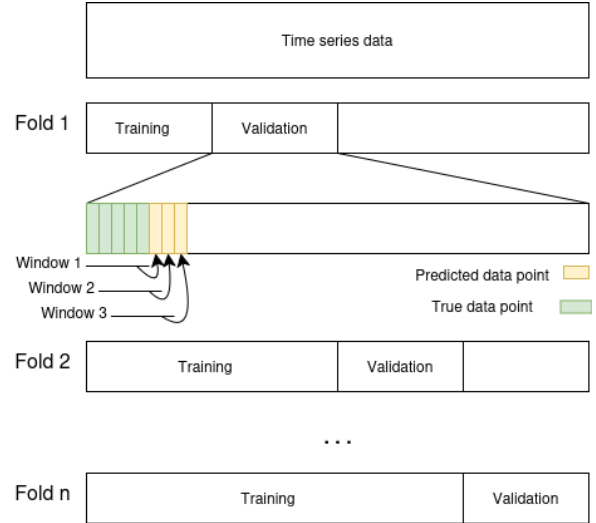 Time series data
Fold 1
Training
Validation
Window 1
Window 2
Window 3
Predicted data point
True data point
Fold 2
Training
Validation
...
Fold n
Training
Validation